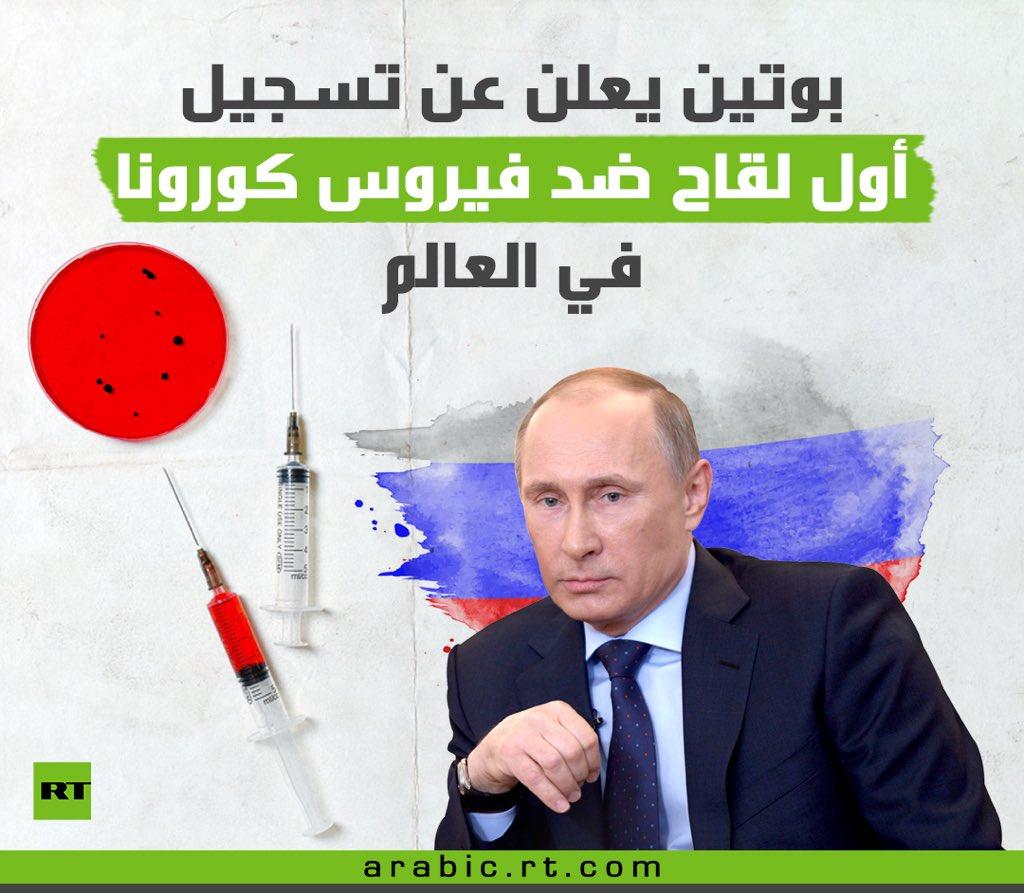 بوتين يعلن عن تسجيل
أول لقاح ضد فيروس كورونا
في العالم
RT
arabic.rt.com